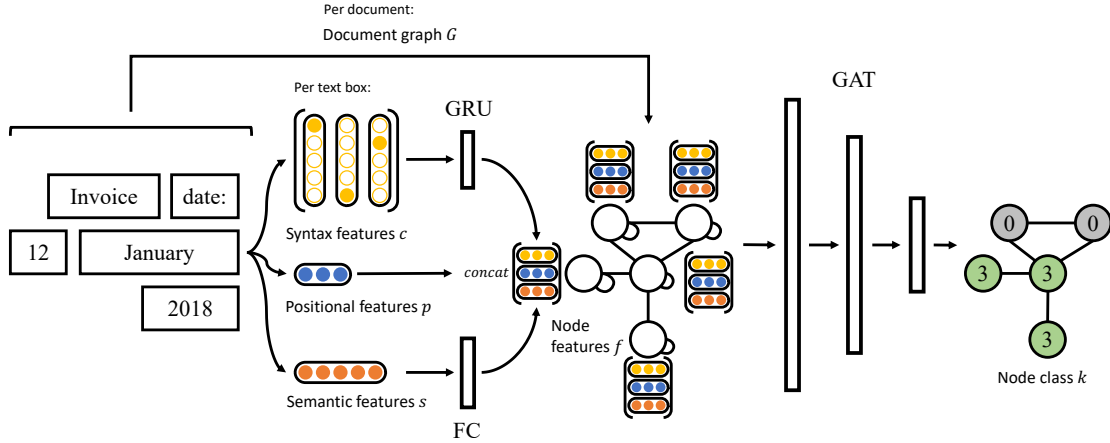 Per document:
Document graph G
GAT
Per text box:
GRU
Invoice
date:
12
January
2018
Syntax features c
Positional features p
Semantic features s
FC
concat
Node
features f
0
0
3
3
3
Node class k